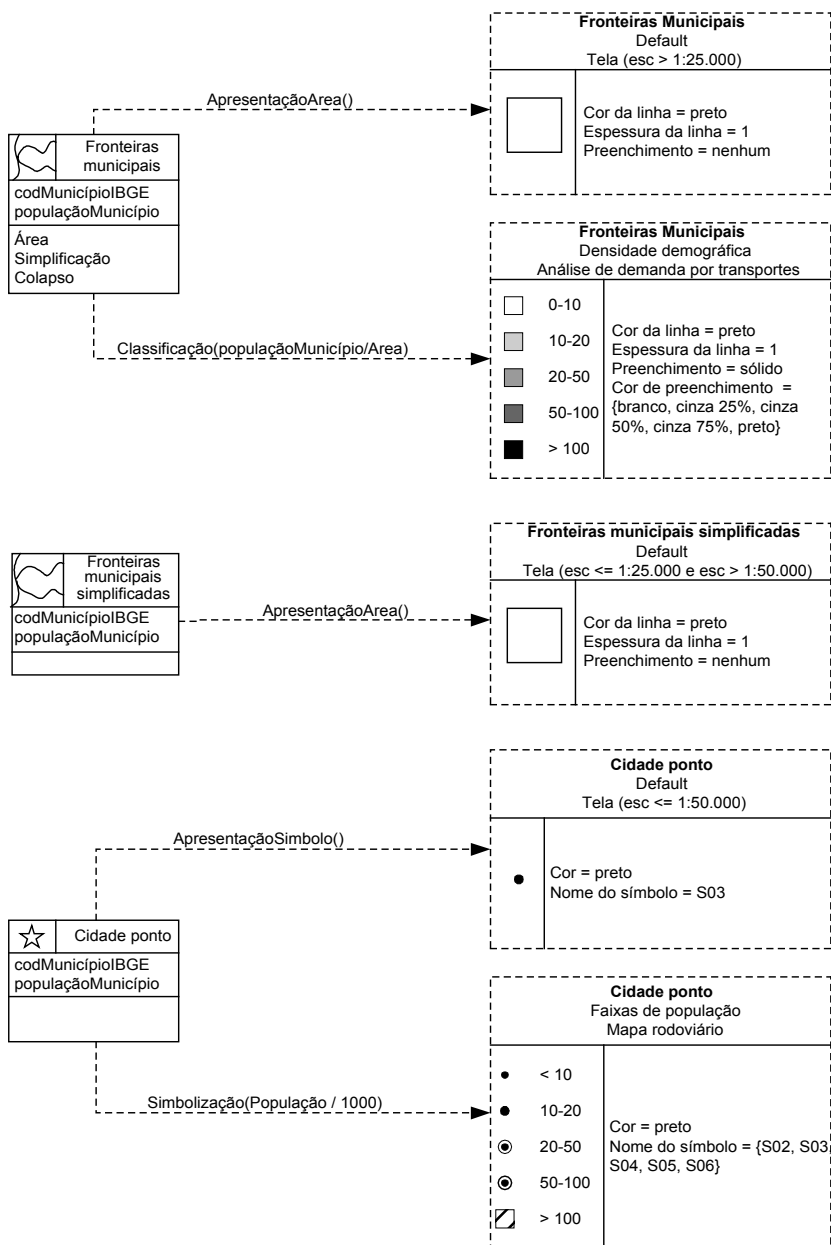 Fronteiras Municipais
Default
Tela (esc > 1:25.000)
ApresentaçãoArea()
Cor da linha = preto
Espessura da linha = 1
Preenchimento = nenhum
Fronteiras
municipais
codMunicípioIBGE
populaçãoMunicípio
Área
Simplificação
Colapso
Fronteiras Municipais
Densidade demográfica
Análise de demanda por transportes
Classificação(populaçãoMunicípio/Area)
0-10
10-20
20-50
50-100
> 100
Cor da linha = preto
Espessura da linha = 1
Preenchimento = sólido
Cor de preenchimento =
{branco, cinza 25%, cinza
50%, cinza 75%, preto}
Fronteiras municipais simplificadas
Default
Tela (esc <= 1:25.000 e esc > 1:50.000)
Fronteiras
municipais
simplificadas
codMunicípioIBGE
populaçãoMunicípio
ApresentaçãoArea()
Cor da linha = preto
Espessura da linha = 1
Preenchimento = nenhum
Cidade ponto
Default
Tela (esc <= 1:50.000)
ApresentaçãoSimbolo()
Cor = preto
Nome do símbolo = S03
Cidade ponto
codMunicípioIBGE
populaçãoMunicípio
Cidade ponto
Faixas de população
Mapa rodoviário
Simbolização(População / 1000)
< 10
10-20
20-50
50-100
> 100
Cor = preto
Nome do símbolo = {S02, S03
S04, S05, S06}